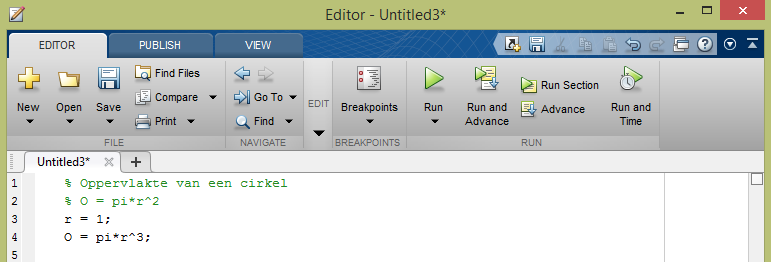 Editor - Untitled3*
EDITOR PUBLISH VIEW
New Open Save Find Files Compare Print
FILE
Go To Find
NAVIGATE
EDIT
Breakpoints
BREAKPOINTS
Run Run and Advance Run Section Advance Run and Time
RUN
Untitled3*
1 % Oppervlakte van een cirkel
2 % O = pi*r^2
3 r = 1;
4 O = pi*r^3;
5